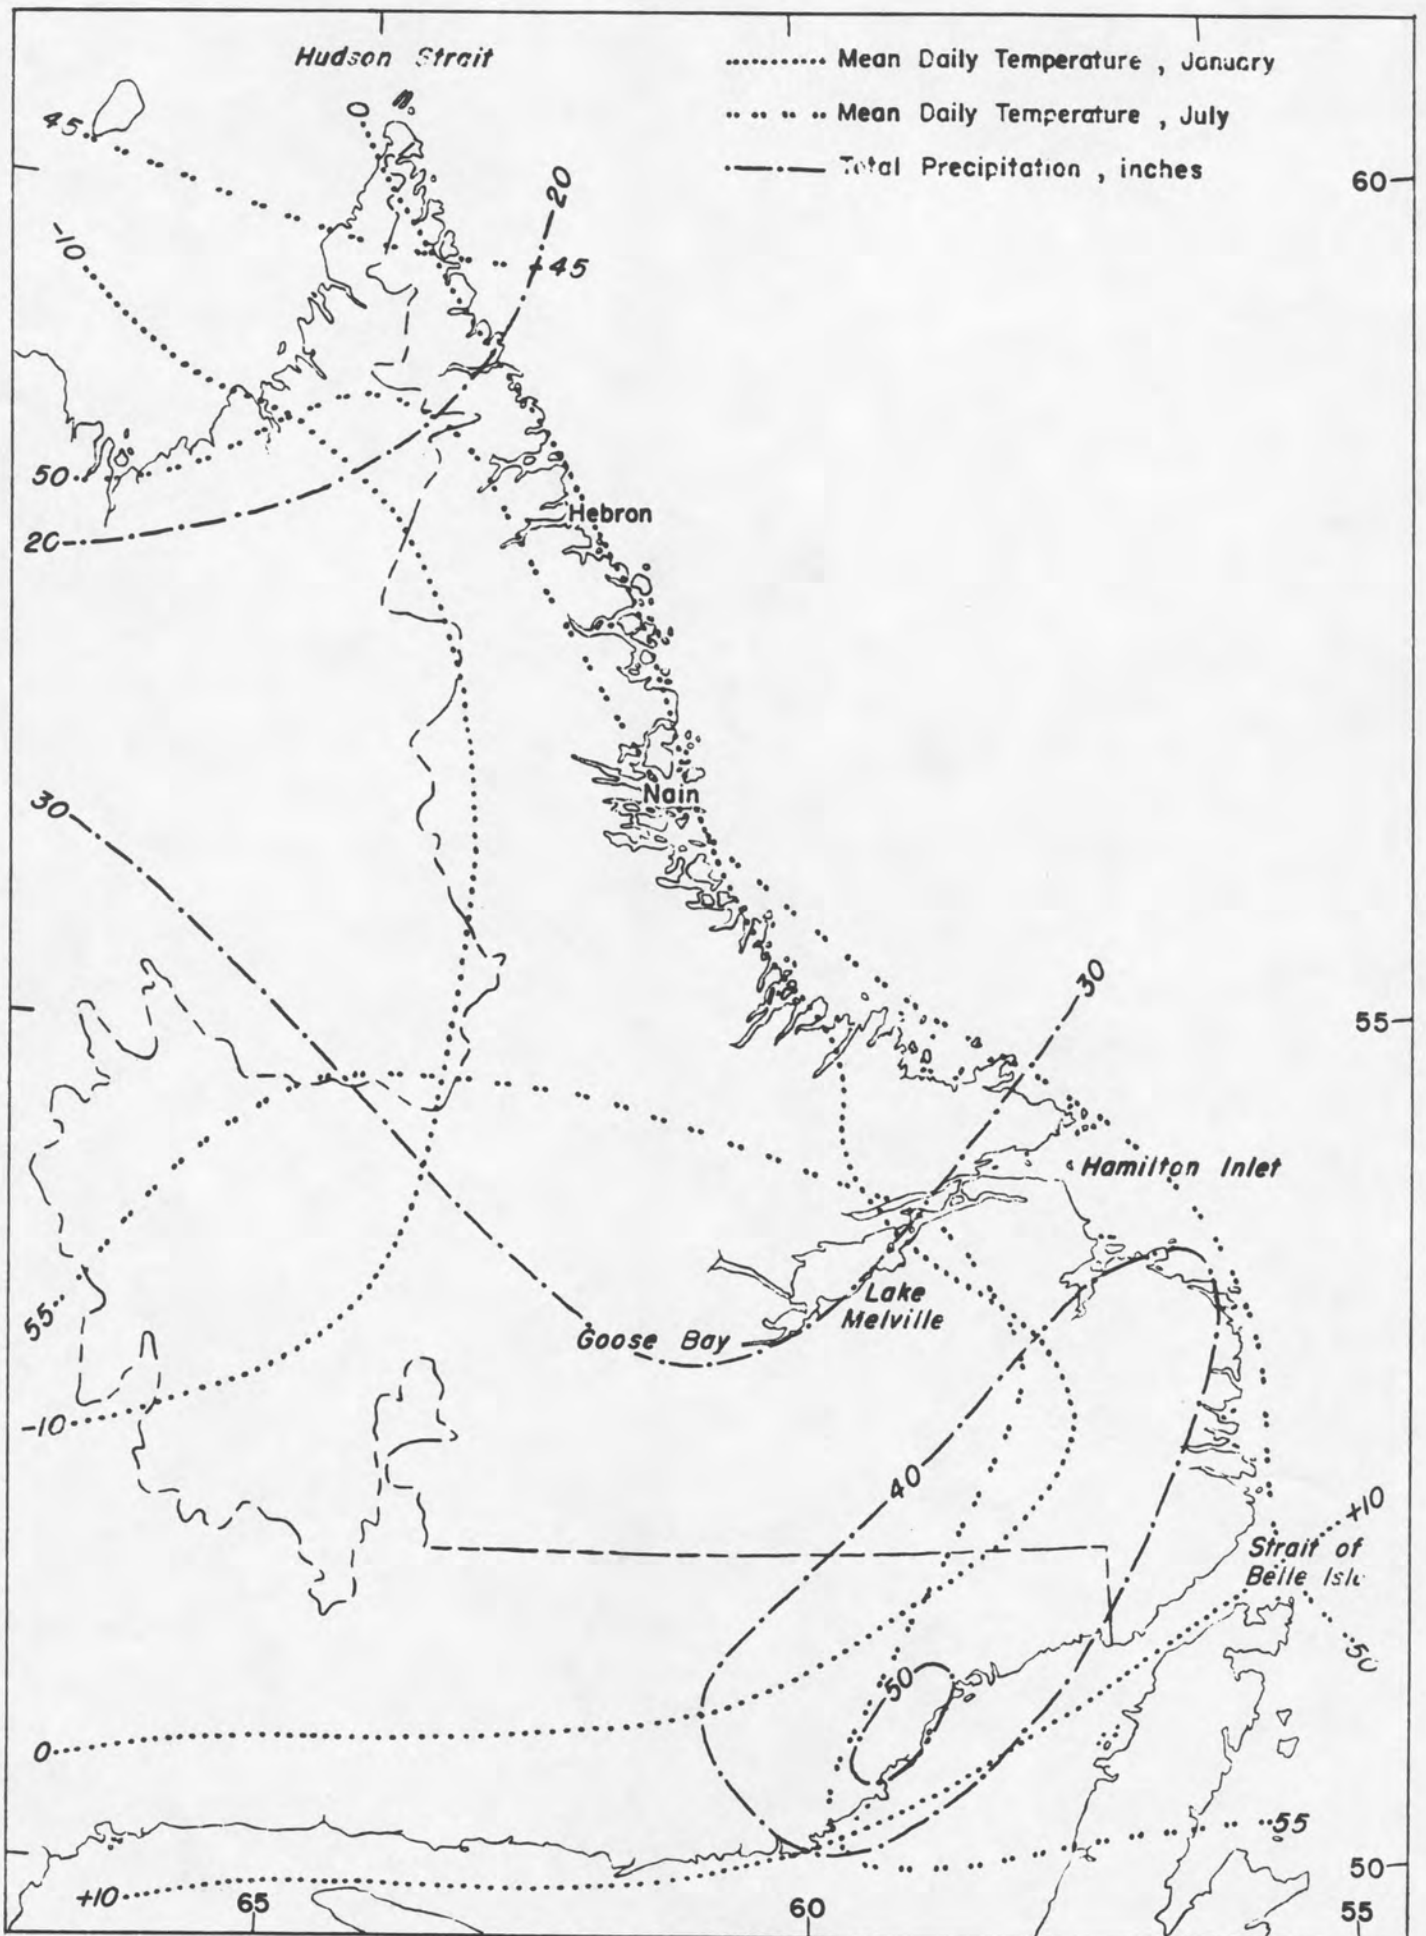 Hudson Strait
Mean Daily Temperature , January
Mean Daily Temperature , July
Total Precipitation , inches
45
0
60
-10
20
45
50
20
Hebron
30
Nain
30
55
Hamilton Inlet
55
Lake
Melville
Goose Bay
-10
40
+10
Strait of
Belle Isle
50
50
0
55
50
+10
65
60
55